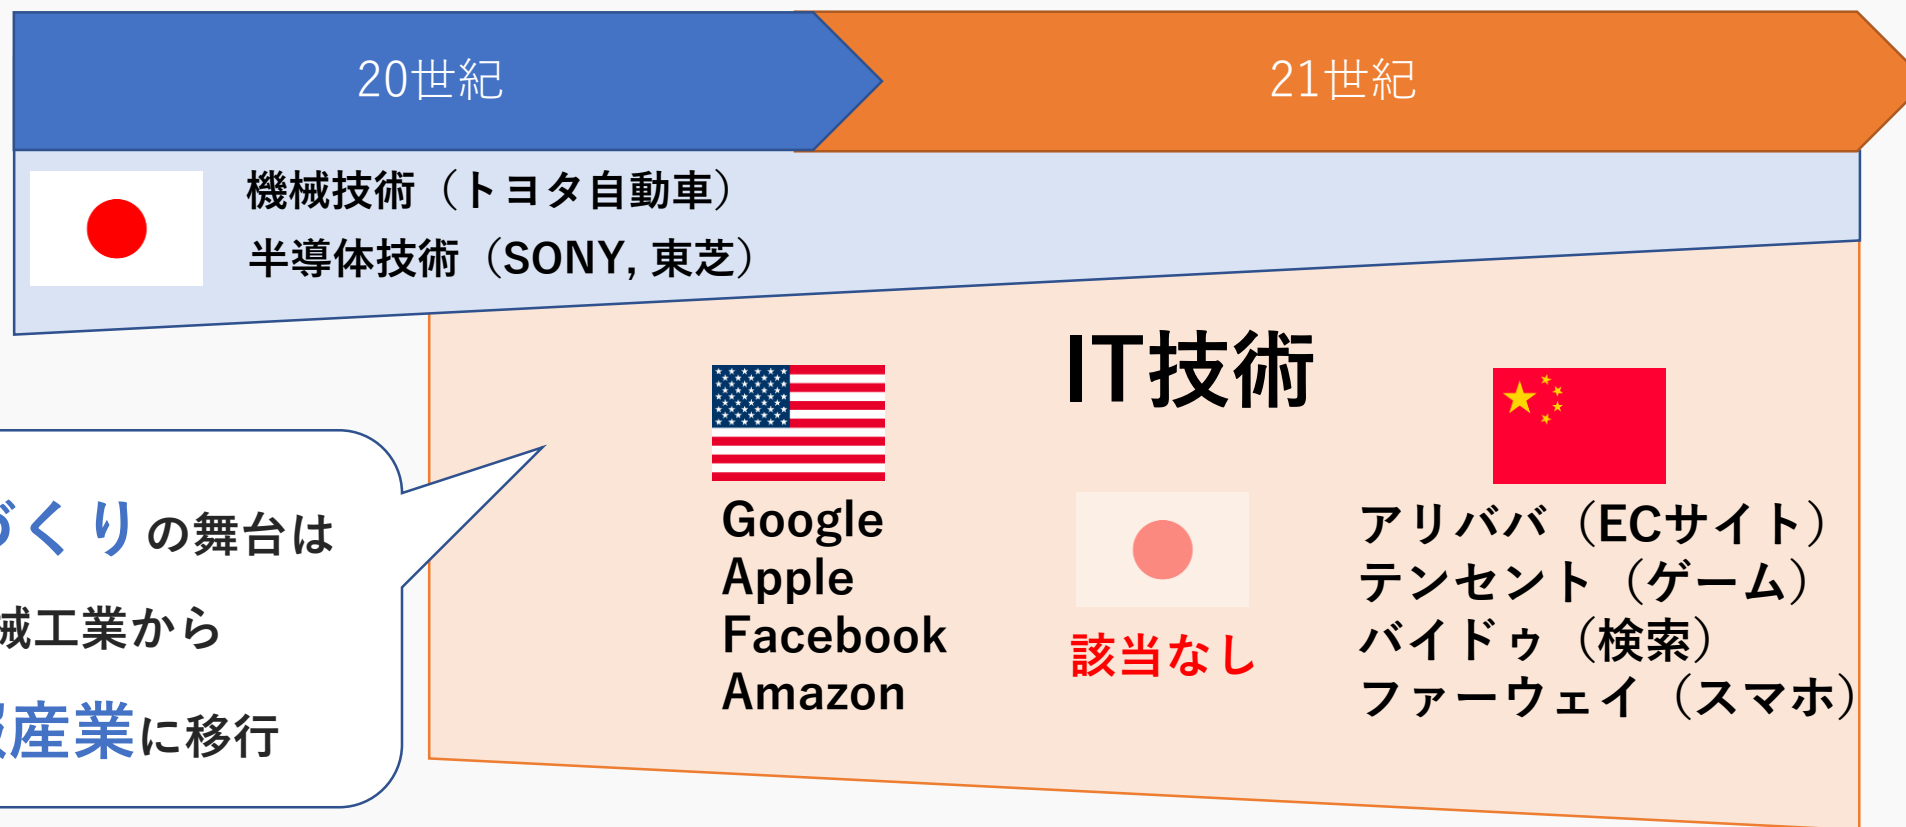 20世紀
21世紀
機械技術（トヨタ自動車）
半導体技術（SONY, 東芝）
IT技術
Google
Apple
Facebook
Amazon
該当なし
アリババ（ECサイト）
テンセント（ゲーム）
バイドゥ（検索）
ファーウェイ（スマホ）
づくりの舞台は
械工業から
産業に移行